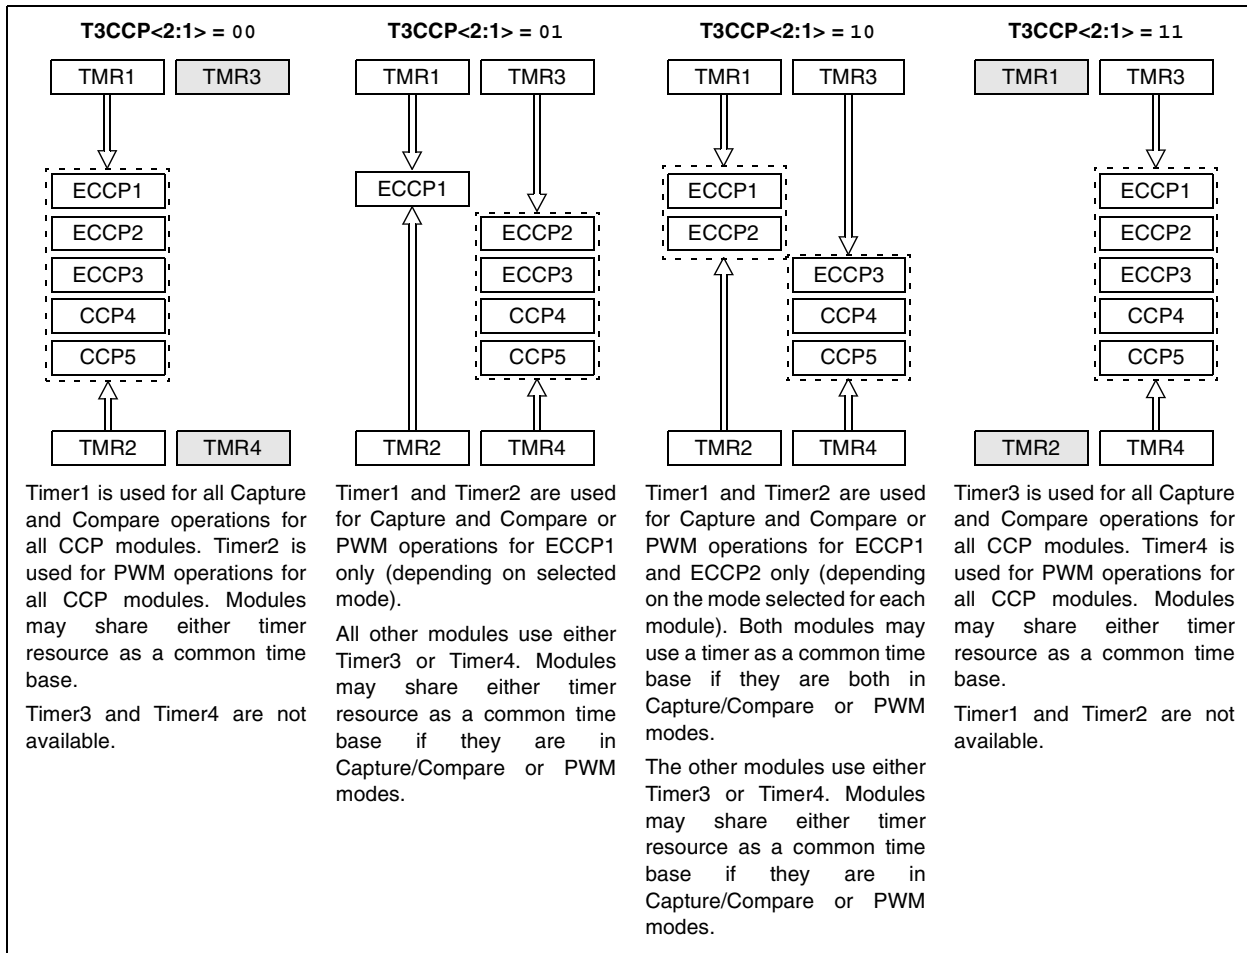 T3CCP<2:1> = 00
TMR1
TMR3
ECCP1
ECCP2
ECCP3
CCP4
CCP5
TMR2
TMR4
Timer1 is used for all Capture
and Compare operations for
all CCP modules. Timer2 is
used for PWM operations for
all CCP modules. Modules
may share either timer
resource as a common time
base.
Timer3 and Timer4 are not
available.
T3CCP<2:1> = 01
TMR1
TMR3
ECCP1
ECCP2
ECCP3
CCP4
CCP5
TMR2
TMR4
Timer1 and Timer2 are used
for Capture and Compare or
PWM operations for ECCP1
only (depending on selected
mode).
All other modules use either
Timer3 or Timer4. Modules
may share either timer
resource as a common time
base if they are in
Capture/Compare or PWM
modes.
T3CCP<2:1> = 10
TMR1
TMR3
ECCP1
ECCP2
ECCP3
CCP4
CCP5
TMR2
TMR4
Timer1 and Timer2 are used
for Capture and Compare or
PWM operations for ECCP1
and ECCP2 only (depending
on the mode selected for each
module). Both modules may
use a timer as a common time
base if they are both in
Capture/Compare or PWM
modes.
The other modules use either
Timer3 or Timer4. Modules
may share either timer
resource as a common time
base if they are in
Capture/Compare or PWM
modes.
T3CCP<2:1> = 11
TMR1
TMR3
ECCP1
ECCP2
ECCP3
CCP4
CCP5
TMR2
TMR4
Timer3 is used for all Capture
and Compare operations for
all CCP modules. Timer4 is
used for PWM operations for
all CCP modules. Modules
may share either timer
resource as a common time
base.
Timer1 and Timer2 are not
available.